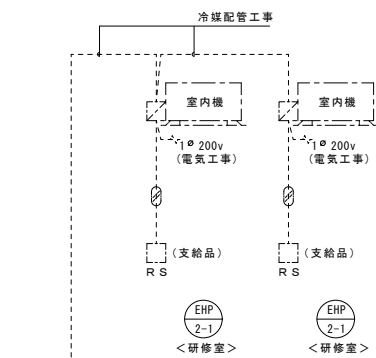 冷媒配管工事
室内機 室内機
1ø 200v 1ø 200v
(電気工事) (電気工事)
(支給品) (支給品)
RS RS
EHP EHP
2-1 2-1
＜研修室＞ ＜研修室＞